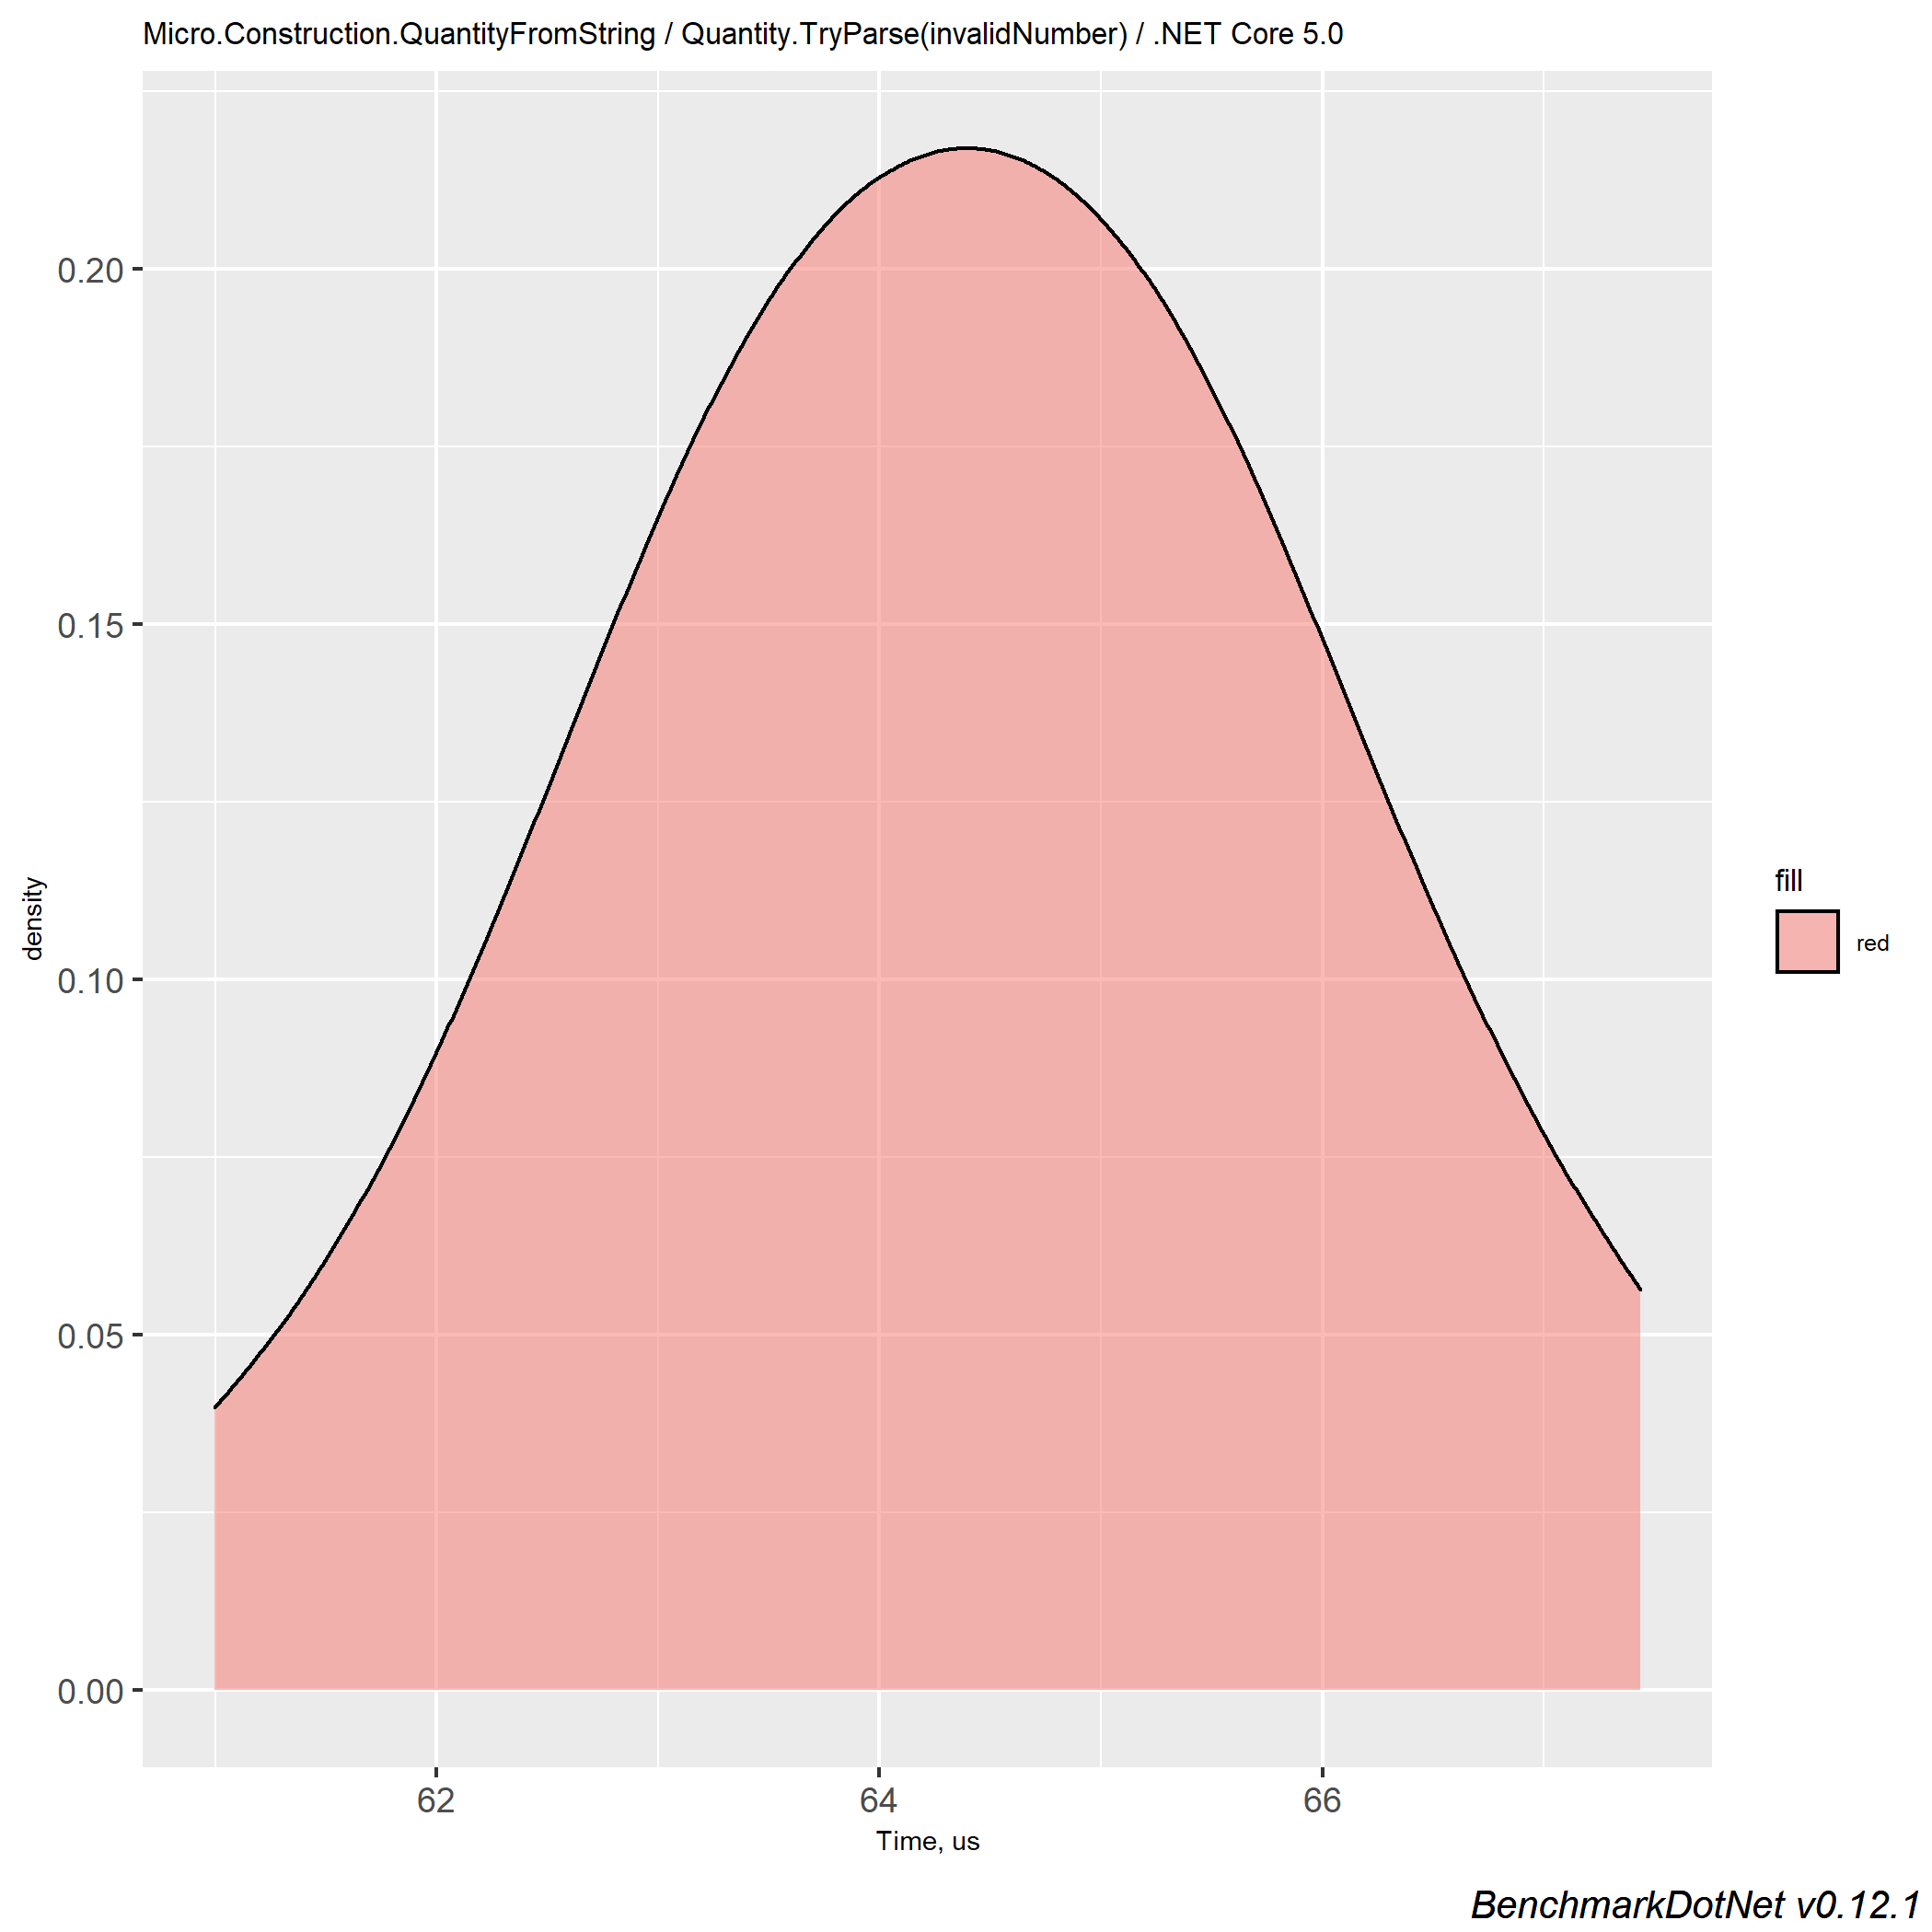 Micro.Construction.QuantityFromString / Quantity.TryParse(invalidNumber) / .NET Core 5.0
0.20
0.15
0.10
0.05
0.00
density
62
64
66
Time, us
fill
red
BenchmarkDotNet v0.12.1